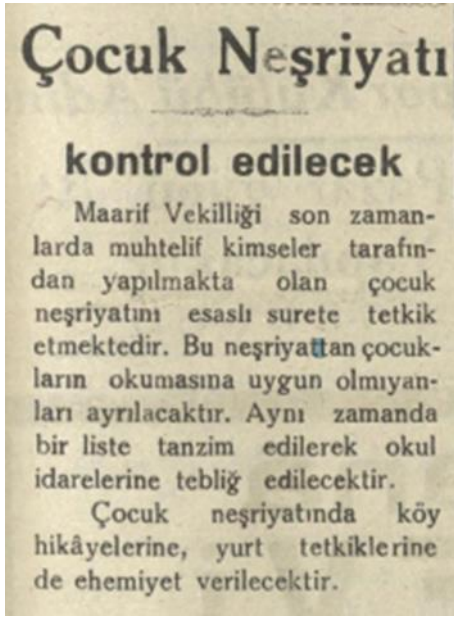 Çocuk Neşriyatı
kontrol edilecek
Maarif Vekilliği son zaman-
larda muhtelif kimseler tarafın-
dan yapılmakta olan çocuk
neşriyatını esaslı surete tetkik
etmektedir. Bu neşriyattan çocuk-
ların okumasına uygun olmıyan-
ları ayrılacaktır. Aynı zamanda
bir liste tanzim edilerek okul
idarelerine tebliğ edilecektir.
Çocuk neşriyatında köy
hikâyelerine, yurt tetkiklerine
de ehemiyet verilecektir.